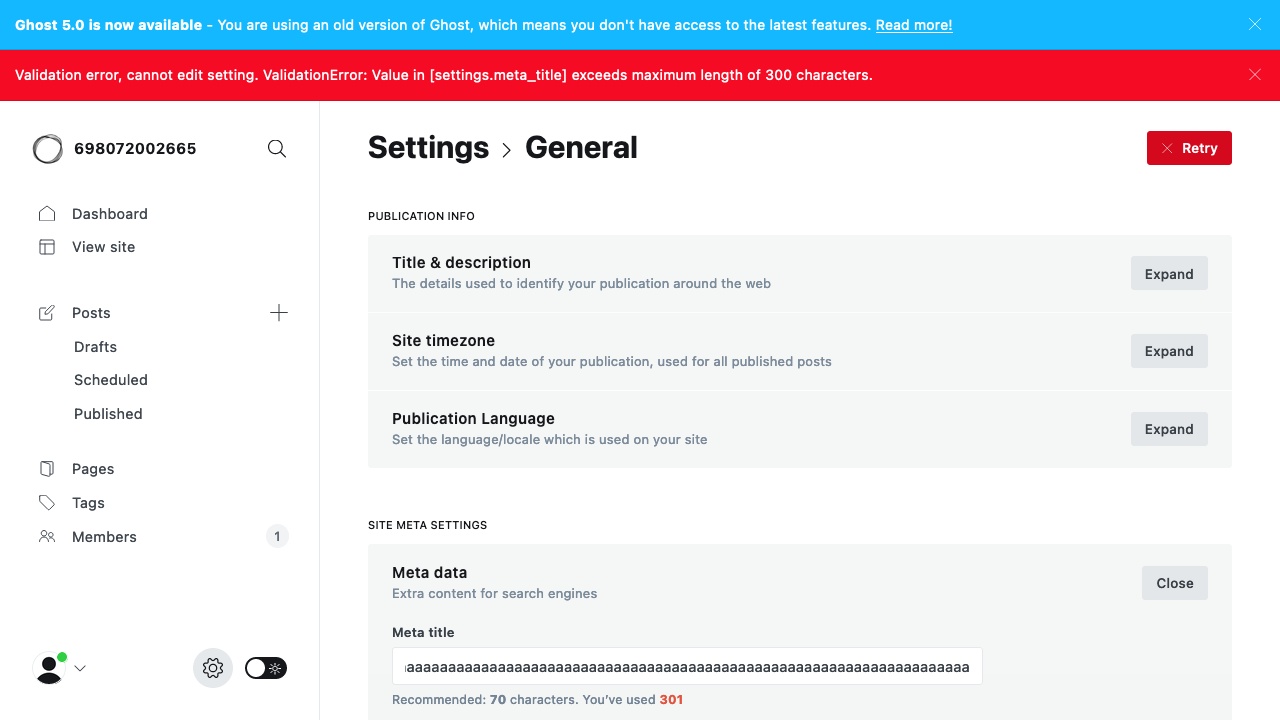 Ghost 5.0 is now available - You are using an old version of Ghost, which means you don't have access to the latest features. Read more!
Validation error, cannot edit setting. ValidationError: Value in [settings.meta_title] exceeds maximum length of 300 characters.
698072002665
Dashboard
View site
Posts
Drafts
Scheduled
Published
Pages
Tags
Members 1
Settings > General
Retry
PUBLICATION INFO
Title & description
The details used to identify your publication around the web
Expand
Site timezone
Set the time and date of your publication, used for all published posts
Expand
Publication Language
Set the language/locale which is used on your site
Expand
SITE META SETTINGS
Meta data
Extra content for search engines
Close
Meta title
aaaaaaaaaaaaaaaaaaaaaaaaaaaaaaaaaaaaaaaaaaaaaaaaaaaaaaaaaaaaaaaaaaaa
Recommended: 70 characters. You’ve used 301